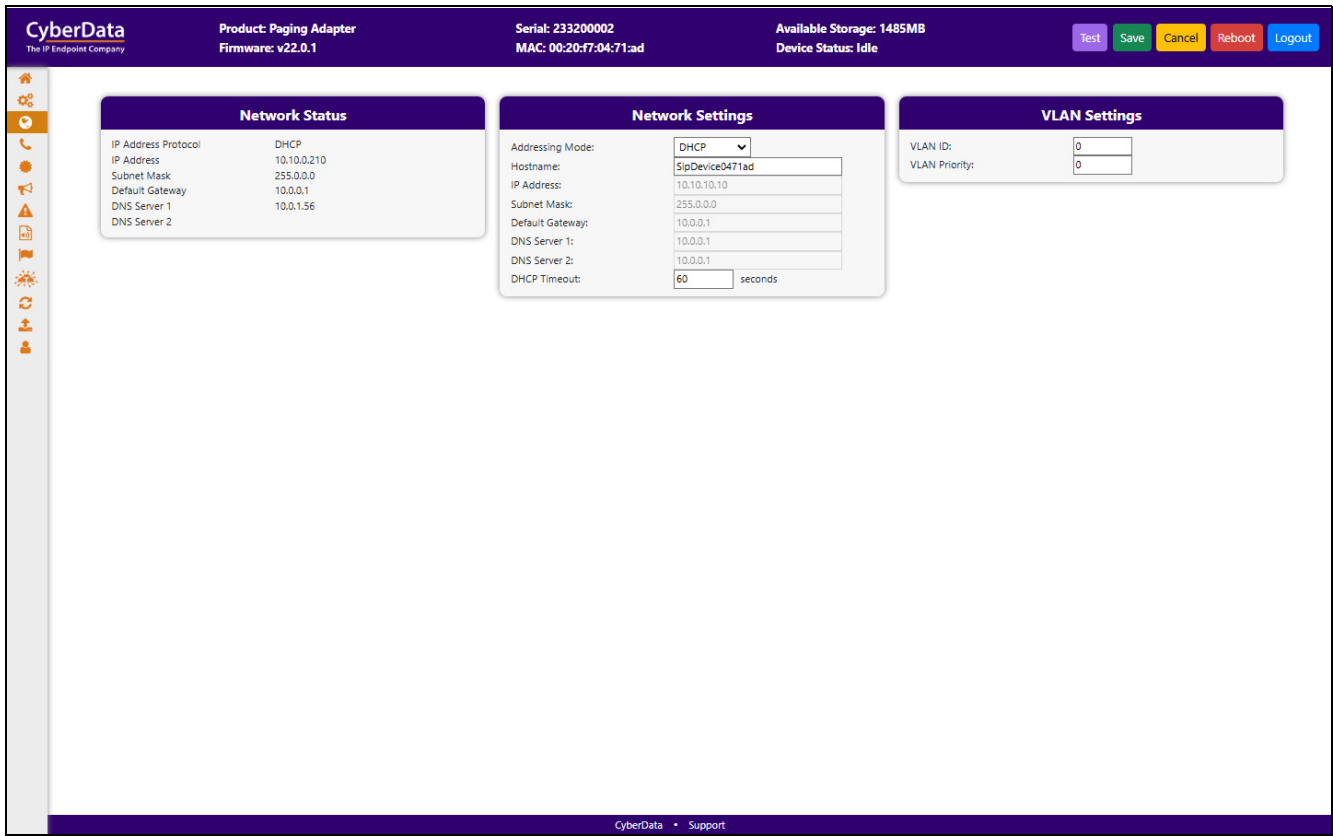 CyberData
The IP Endpoint Company
Product: Paging Adapter
Firmware: v22.0.1
Serial: 233200002
MAC: 00:20:f7:04:71:ad
Available Storage: 1485MB
Device Status: Idle
Test Save Cancel Reboot Logout
Network Status
IP Address Protocol DHCP
IP Address 10.10.0.210
Subnet Mask 255.0.0.0
Default Gateway 10.0.0.1
DNS Server 1 10.0.1.56
DNS Server 2
Network Settings
Addressing Mode: DHCP
Hostname: SipDevice0471ad
IP Address: 10.10.10.10
Subnet Mask: 255.0.0.0
Default Gateway: 10.0.0.1
DNS Server 1: 10.0.0.1
DNS Server 2: 10.0.0.1
DHCP Timeout: 60 seconds
VLAN Settings
VLAN ID: 0
VLAN Priority: 0
CyberData • Support